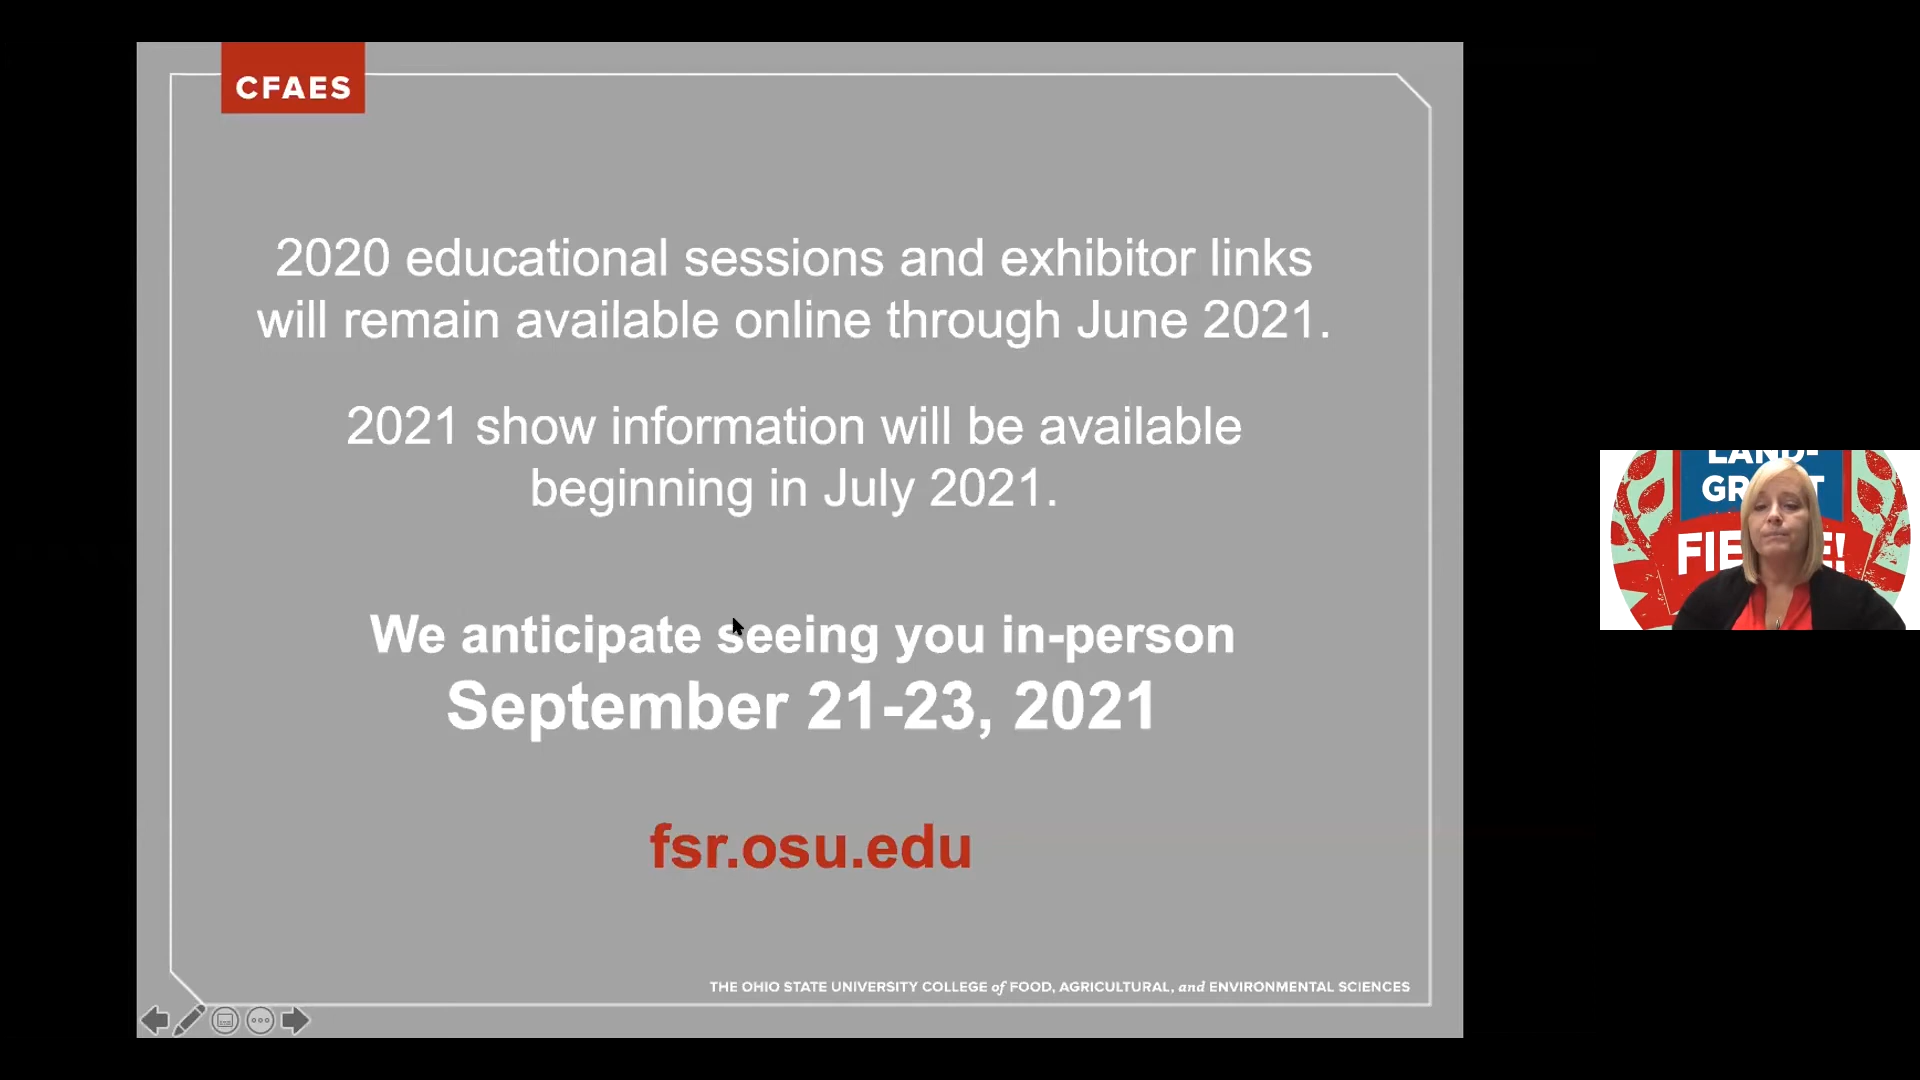 CFAES
2020 educational sessions and exhibitor links
will remain available online through June 2021.
2021 show information will be available
beginning in July 2021.
We anticipate seeing you in-person
September 21-23, 2021
fsr.osu.edu
THE OHIO STATE UNIVERSITY COLLEGE of FOOD, AGRICULTURAL, and ENVIRONMENTAL SCIENCES
LAND-